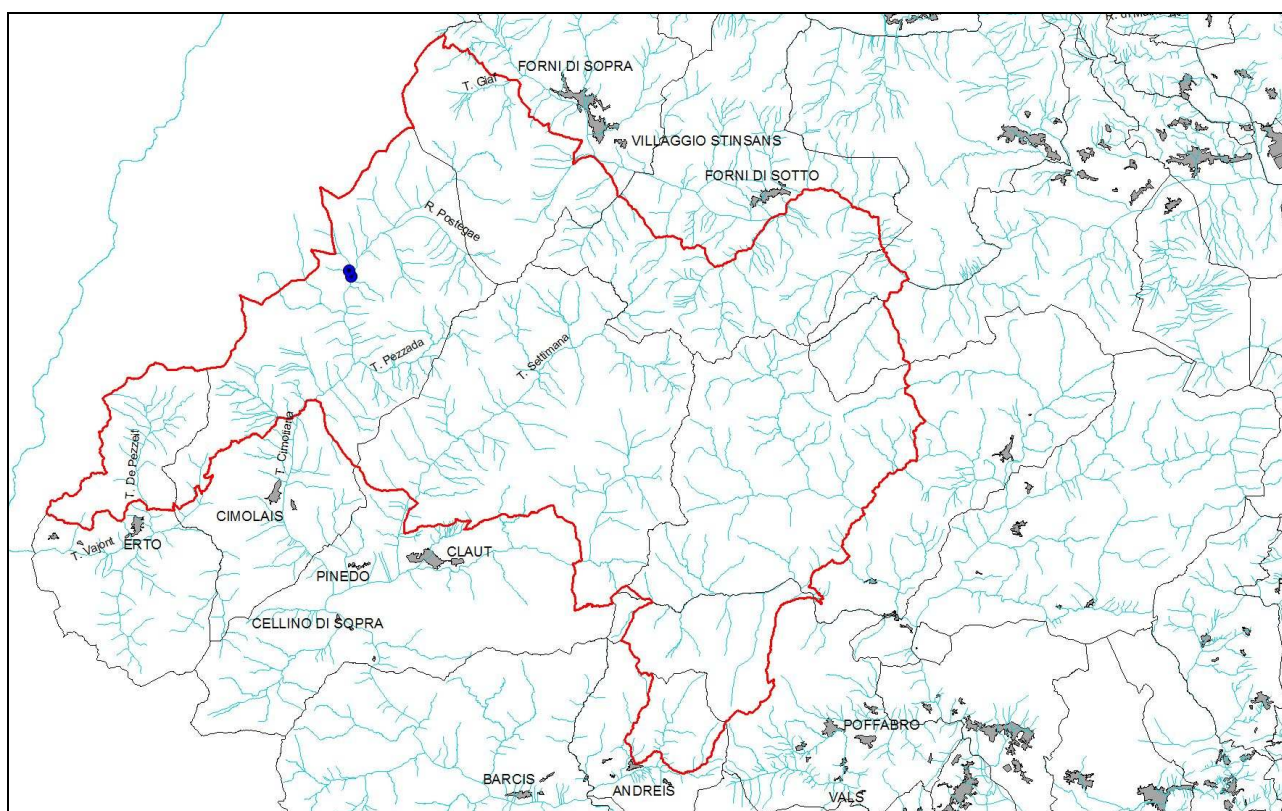 FORNI DI SOPRA
T. Giaf
VILLAGGIO STINSANS
FORNI DI SOTTO
R. Postegae
T. Pezzada
T. Settimana
T. Cimoliana
T. De Pezzei
CIMOLAIS
ERTO
T. Vajont
CLAUT
PINEDO
CELLINO DI SOPRA
POFFABRO
BARCIS
ANDREIS
VALS